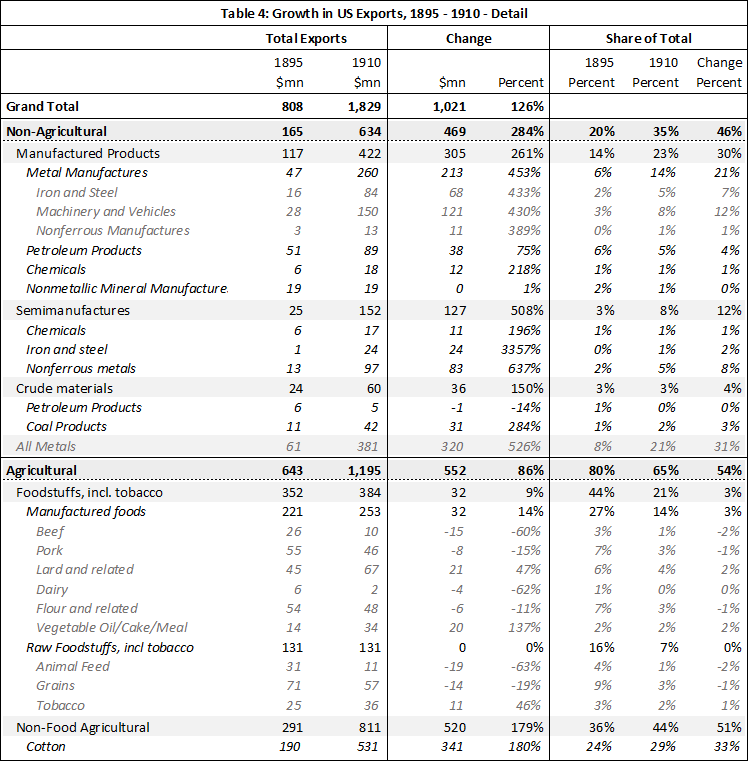 Table 4: Growth in US Exports, 1895 - 1910 - Detail
Total Exports Change Share of Total
1895 1910 1895 1910 Change
$mn $mn $mn Percent Percent Percent Percent
Grand Total 808 1,829 1,021 126%
Non-Agricultural 165 634 469 284% 20% 35% 46%
Manufactured Products 117 422 305 261% 14% 23% 30%
Metal Manufactures 47 260 213 453% 6% 14% 21%
Iron and Steel 16 84 68 433% 2% 5% 7%
Machinery and Vehicles 28 150 121 430% 3% 8% 12%
Nonferrous Manufactures 3 13 11 389% 0% 1% 1%
Petroleum Products 51 89 38 75% 6% 5% 4%
Chemicals 6 18 12 218% 1% 1% 1%
Nonmetallic Mineral Manufacture 19 19 0 1% 2% 1% 0%
Semimanufactures 25 152 127 508% 3% 8% 12%
Chemicals 6 17 11 196% 1% 1% 1%
Iron and steel 1 24 24 3357% 0% 1% 2%
Nonferrous metals 13 97 83 637% 2% 5% 8%
Crude materials 24 60 36 150% 3% 3% 4%
Petroleum Products 6 5 -1 -14% 1% 0% 0%
Coal Products 11 42 31 284% 1% 2% 3%
All Metals 61 381 320 526% 8% 21% 31%
Agricultural 643 1,195 552 86% 80% 65% 54%
Foodstuffs, incl. tobacco 352 384 32 9% 44% 21% 3%
Manufactured foods 221 253 32 14% 27% 14% 3%
Beef 26 10 -15 -60% 3% 1% -2%
Pork 55 46 -8 -15% 7% 3% -1%
Lard and related 45 67 21 47% 6% 4% 2%
Dairy 6 2 -4 -62% 1% 0% 0%
Flour and related 54 48 -6 -11% 7% 3% -1%
Vegetable Oil/Cake/Meal 14 34 20 137% 2% 2% 2%
Raw Foodstuffs, incl tobacco 131 131 0 0% 16% 7% 0%
Animal Feed 31 11 -19 -63% 4% 1% -2%
Grains 71 57 -14 -19% 9% 3% -1%
Tobacco 25 36 11 46% 3% 2% 1%
Non-Food Agricultural 291 811 520 179% 36% 44% 51%
Cotton 190 531 341 180% 24% 29% 33%